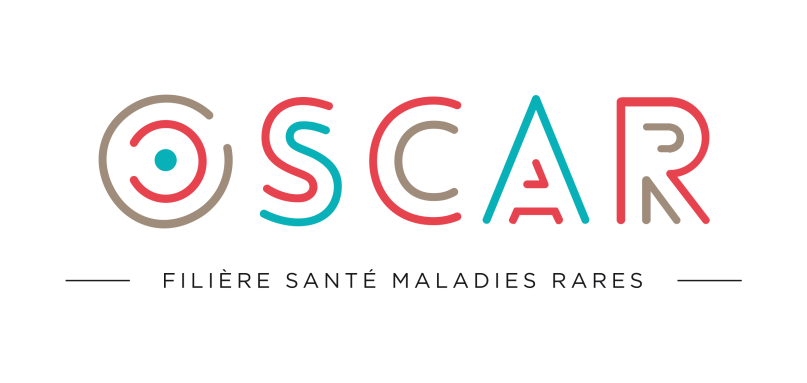 OSCAR
FILIÈRE SANTÉ MALADIES RARES